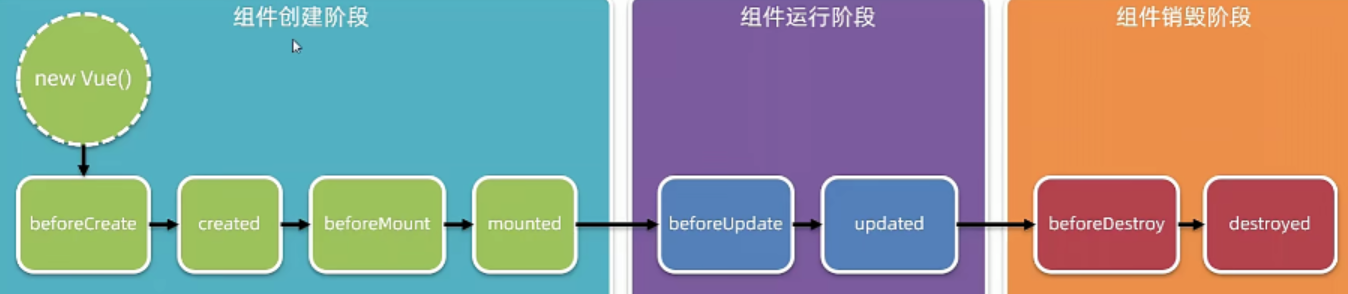 组件创建阶段
组件运行阶段
组件销毁阶段
new Vue()
beforeCreate
created
beforeMount
mounted
beforeUpdate
updated
beforeDestroy
destroyed